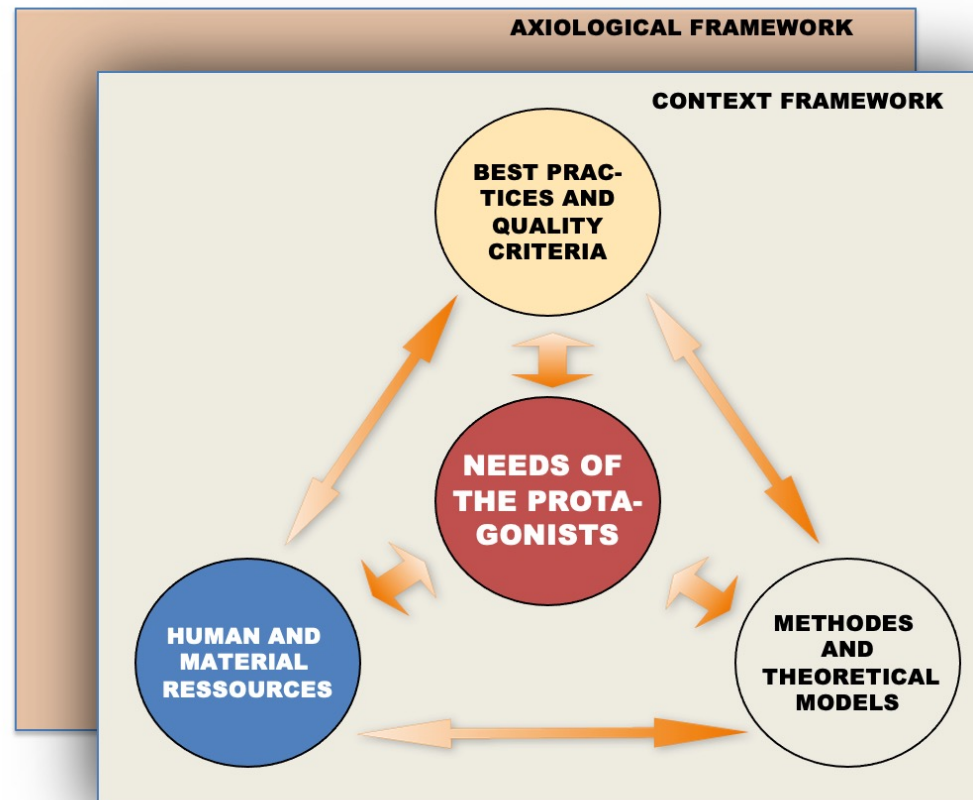 AXIOLOGICAL FRAMEWORK
CONTEXT FRAMEWORK
BEST PRAC-
TICES AND
QUALITY
CRITERIA
NEEDS OF
THE PROTA-
GONISTS
HUMAN AND
MATERIAL
RESSOURCES
METHODES
AND
THEORETICAL
MODELS